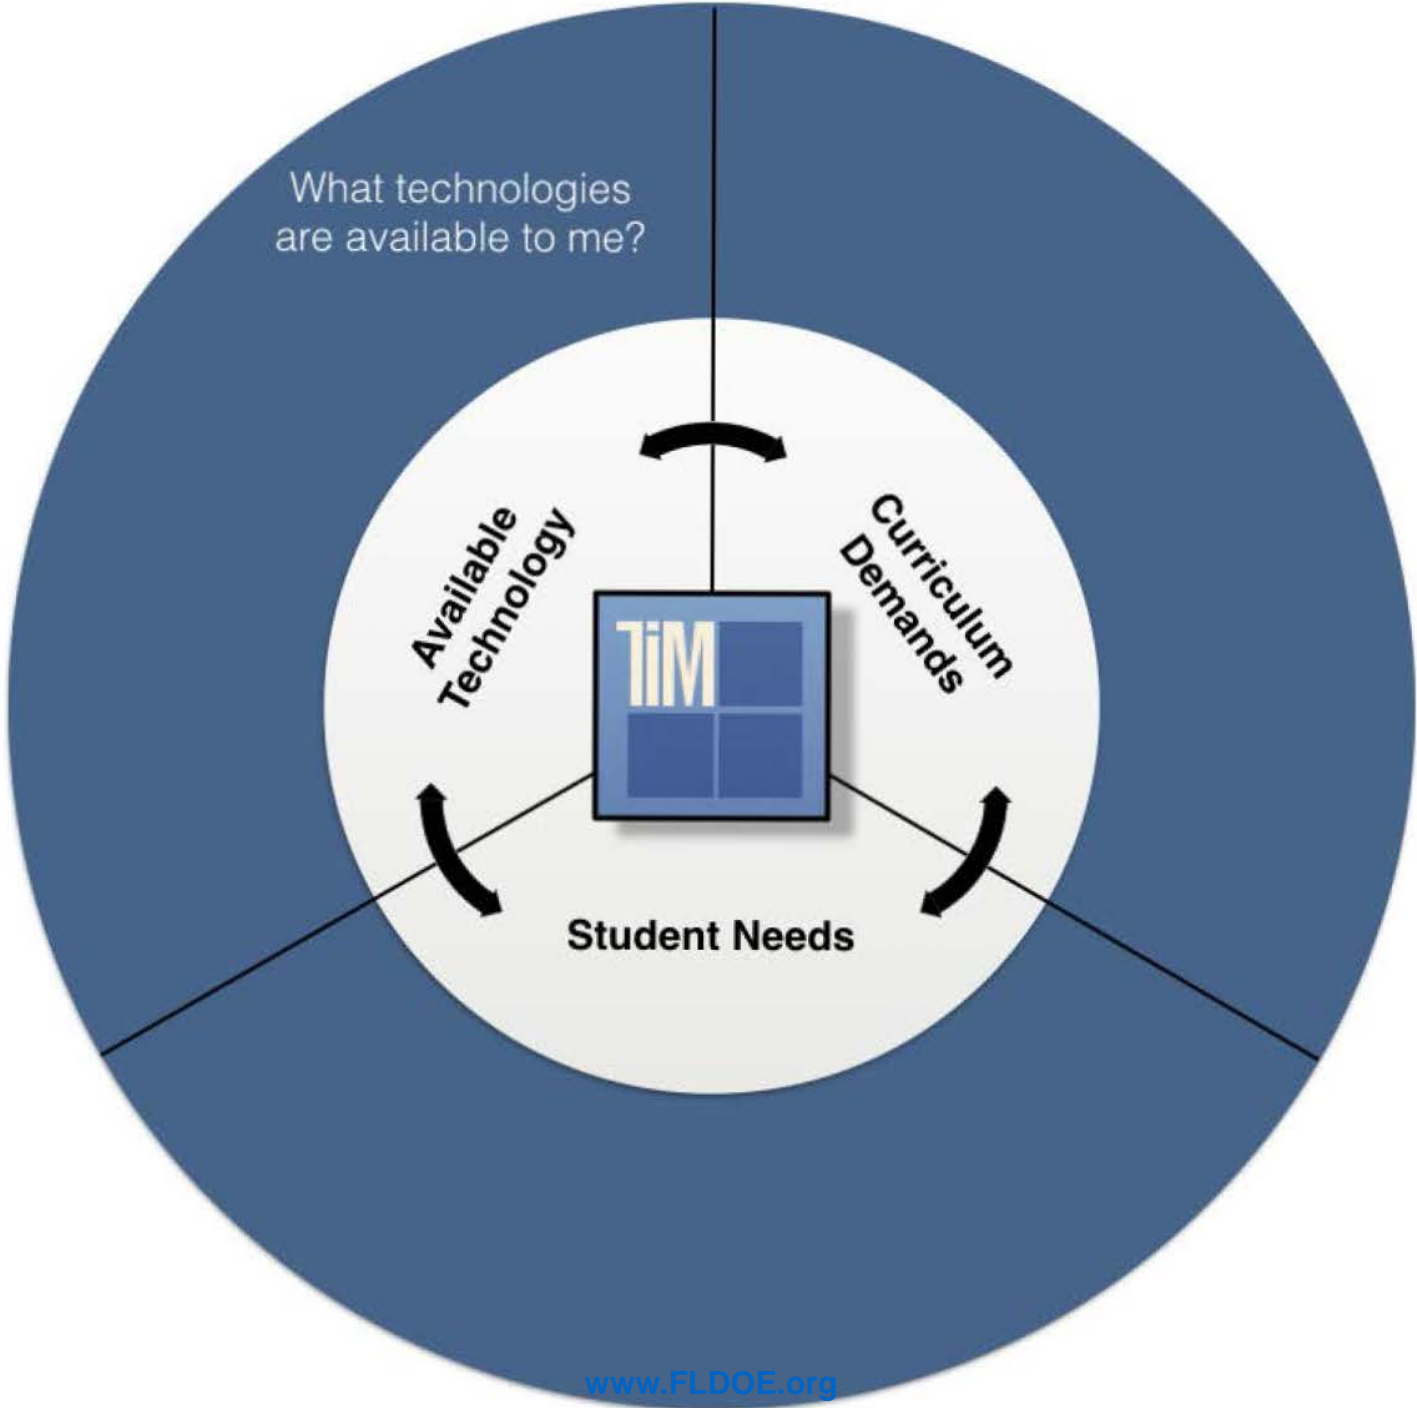 What technologies
are available to me?
Available
Technology
Curriculum
Demands
TiM
Student Needs
www.FLDOE.org